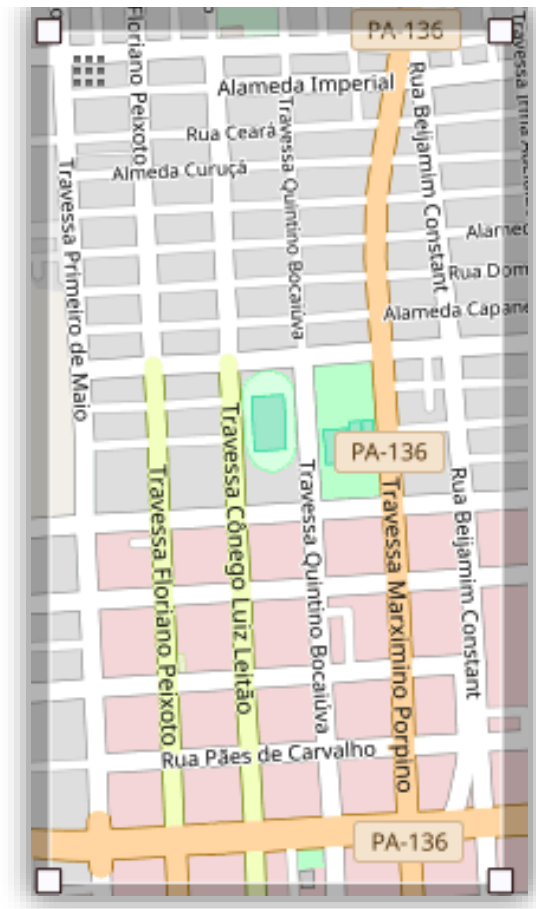 PA-136
Floriano Peixoto
Alameda Imperial
Rua Beijamim Constant
Travessa Quintino Bocaiúva
Rua Ceará
Almeda Curuçá
Travessa Primeiro de Maio
Alamed
Rua Dom
Alameda Capane
PA-136
Travessa Floriano Peixoto
Travessa Cônego Luiz Leitão
Travessa Quintino Bocaiúva
Travessa Marximino Porpino
Rua Beijamim Constant
Rua Pães de Carvalho
PA-136